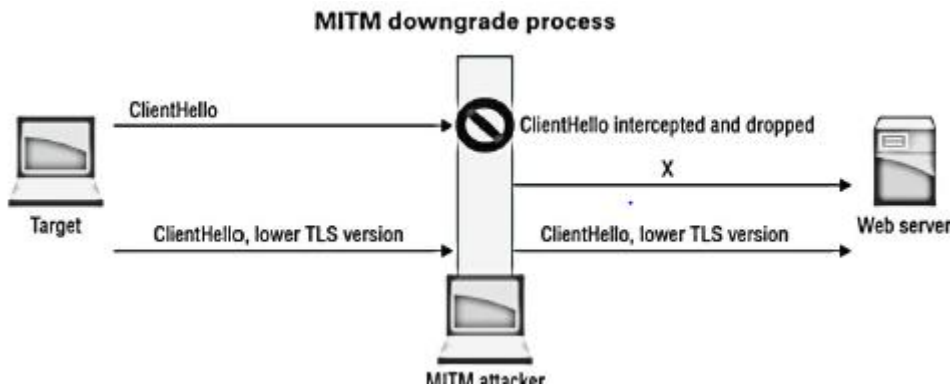 MITM downgrade process
ClientHello
ClientHello intercepted and dropped
X
Target
Web server
ClientHello, lower TLS version
ClientHello, lower TLS version
MITM attacker